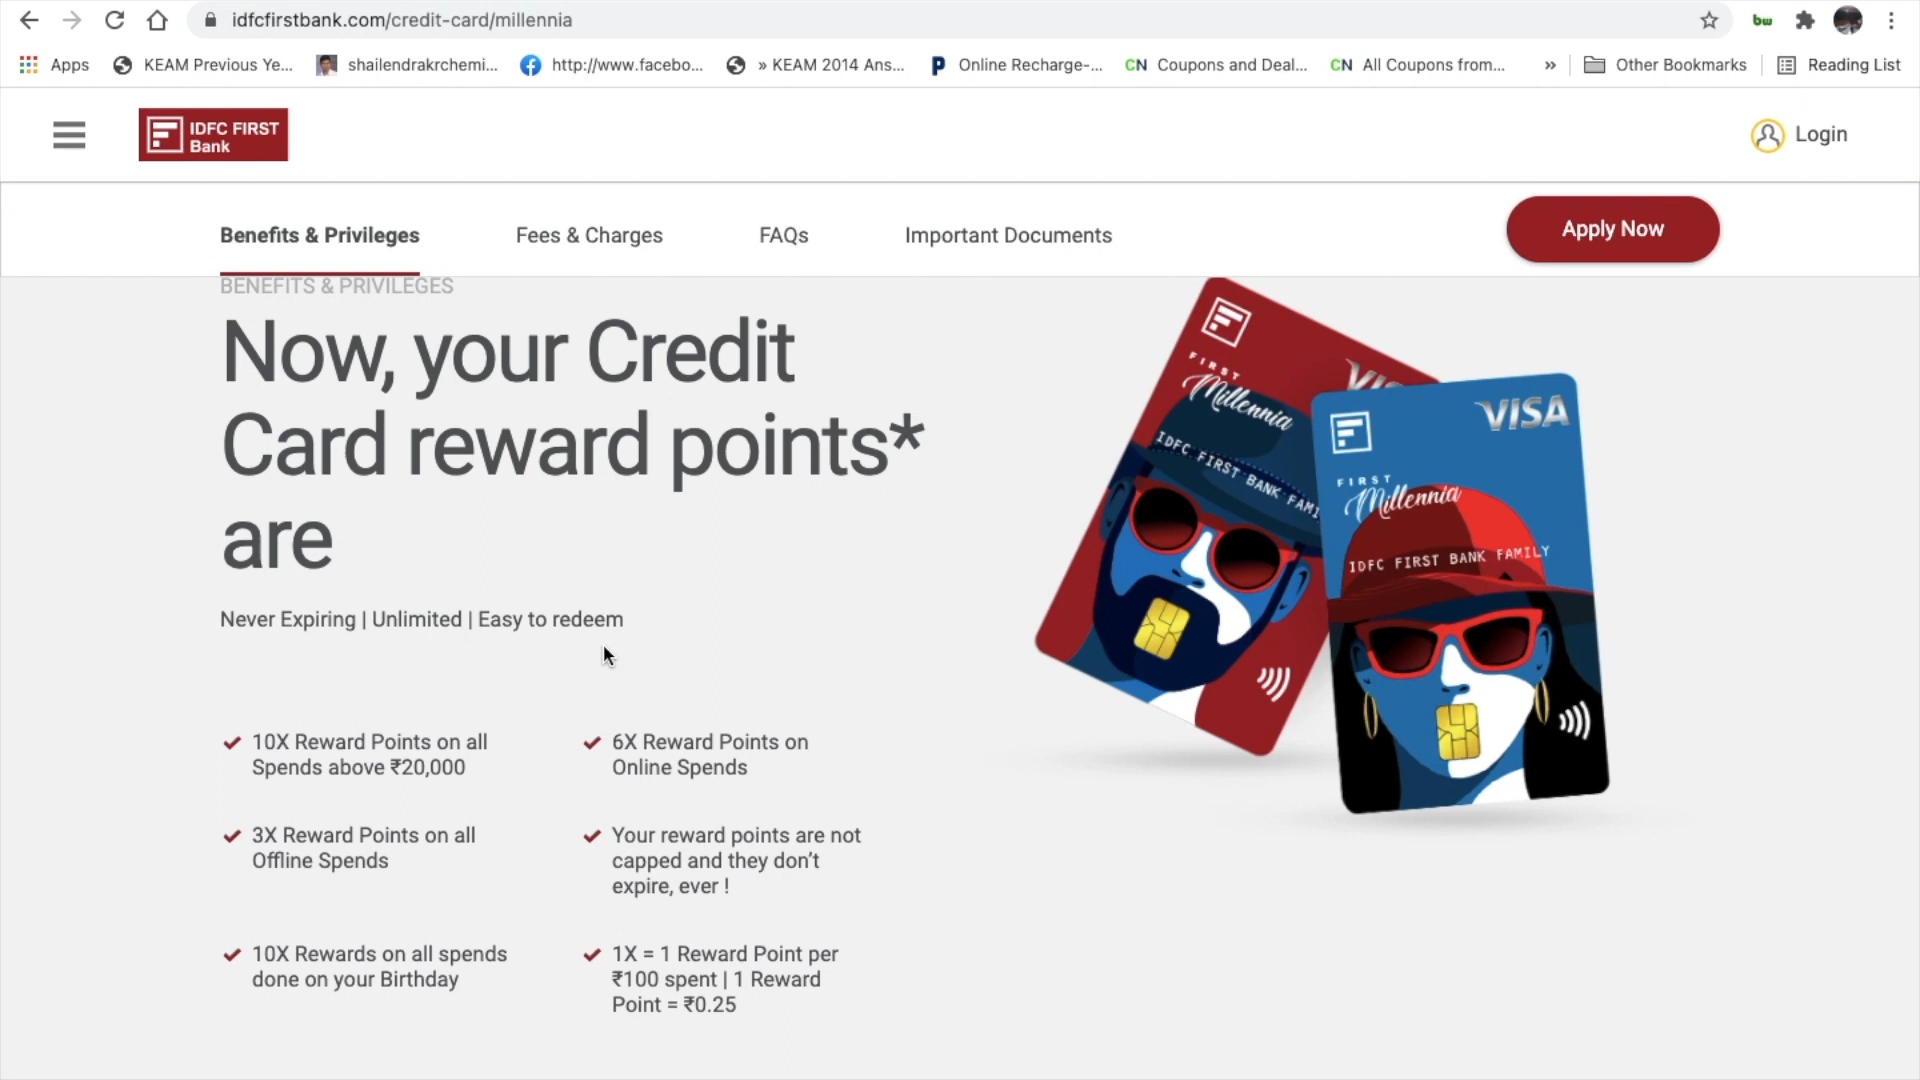 idfcfirstbank.com/credit-card/millennia
bw
Apps
KEAM Previous Ye...
shailendrakrchemi...
http://www.facebo...
» KEAM 2014 Ans...
P
Online Recharge-...
CN Coupons and Deal...
CN All Coupons from...
»
Other Bookmarks
Reading List
IDFC FIRST
Bank
Login
Benefits & Privileges
Fees & Charges
FAQs
Important Documents
Apply Now
BENEFITS & PRIVILEGES
Now, your Credit
Card reward points*
are
Never Expiring | Unlimited | Easy to redeem
10X Reward Points on all
Spends above ₹20,000
6X Reward Points on
Online Spends
3X Reward Points on all
Offline Spends
Your reward points are not
capped and they don’t
expire, ever !
10X Rewards on all spends
done on your Birthday
1X = 1 Reward Point per
₹100 spent | 1 Reward
Point = ₹0.25
FIRST
Millennia
IDFC FIRST BANK
VISA
FIRST
Millennia
IDFC FIRST BANK FAMILY